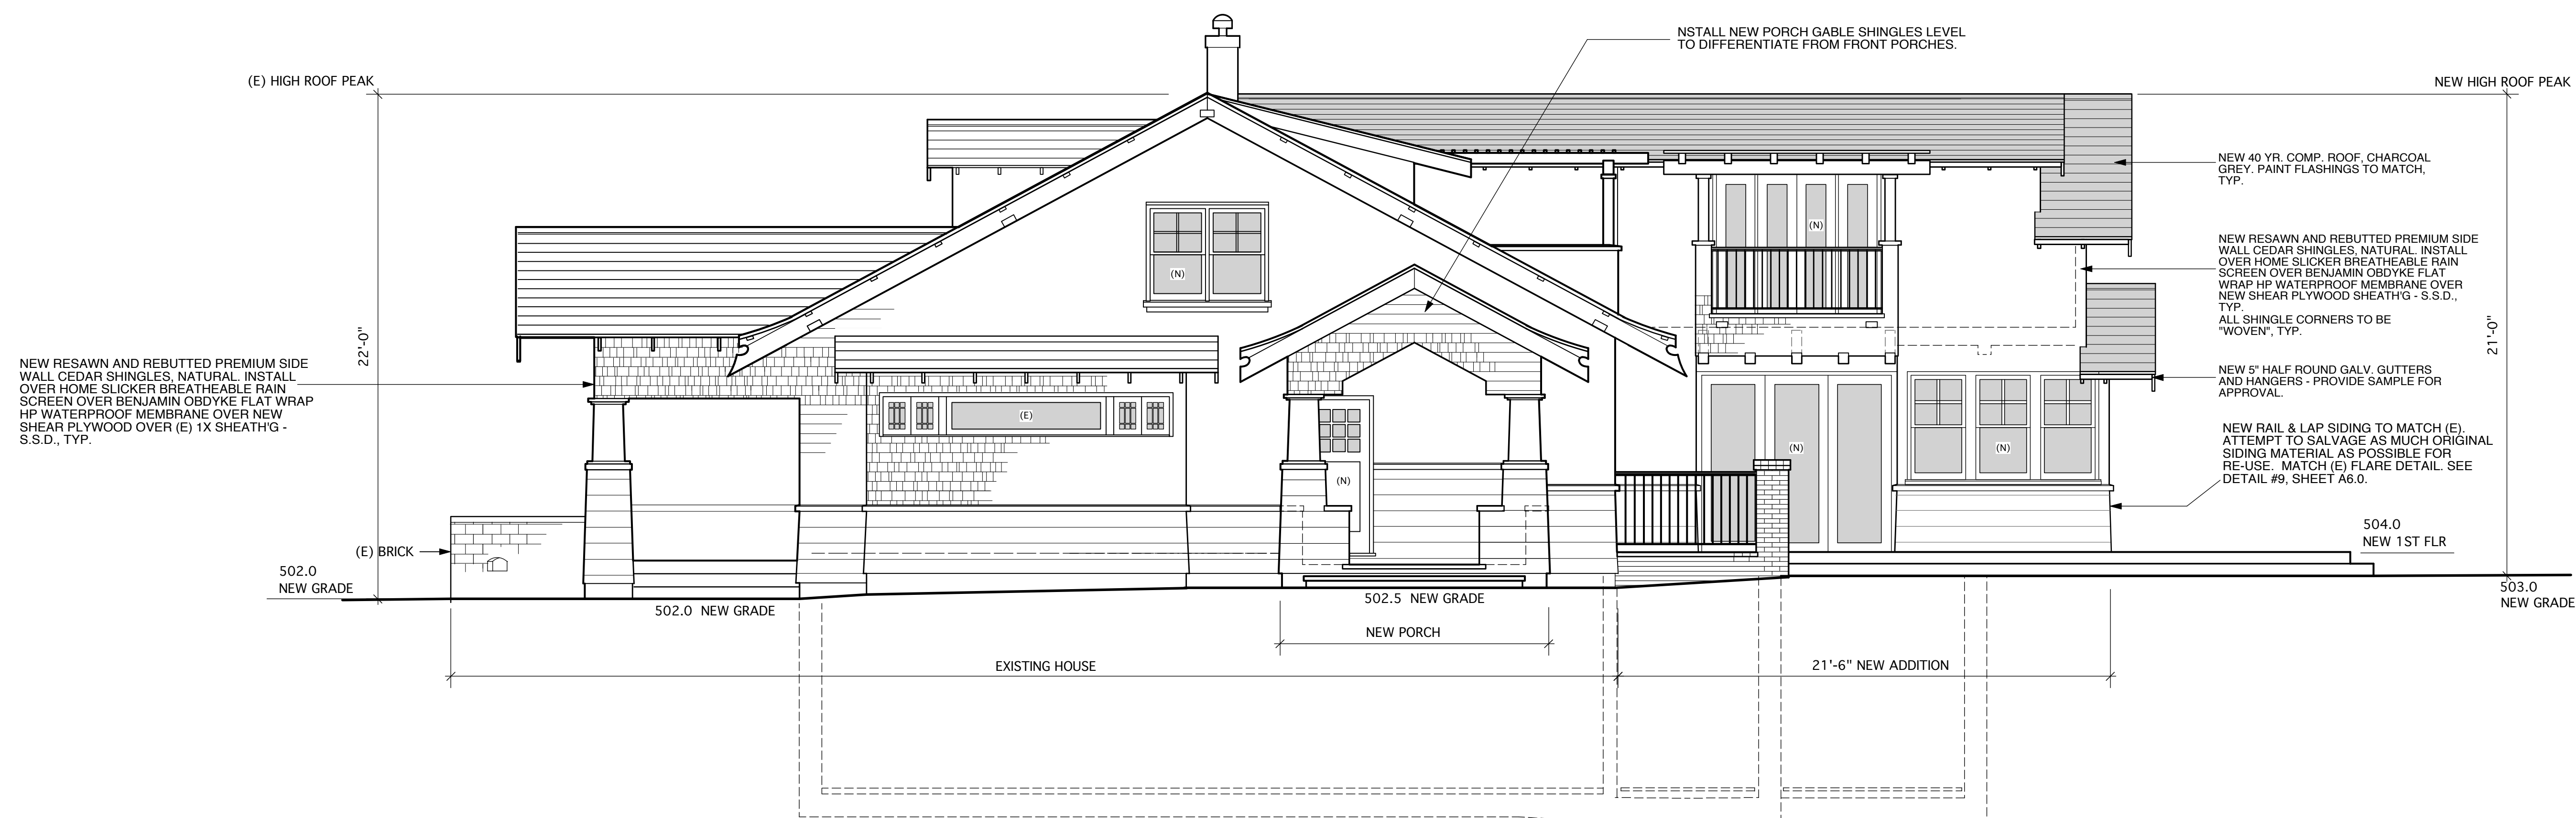 NSTALL NEW PORCH GABLE SHINGLES LEVEL
TO DIFFERENTIATE FROM FRONT PORCHES.
(E) HIGH ROOF PEAK
NEW HIGH ROOF PEAK
NEW 40 YR. COMP. ROOF, CHARCOAL
GREY. PAINT FLASHINGS TO MATCH,
TYP.
NEW RESAWN AND REBUTTED PREMIUM SIDE
WALL CEDAR SHINGLES, NATURAL. INSTALL
OVER HOME SLICKER BREATHEABLE RAIN
SCREEN OVER BENJAMIN OBDYKE FLAT
WRAP HP WATERPROOF MEMBRANE OVER
NEW SHEAR PLYWOOD SHEATH'G - S.S.D.,
TYP.
ALL SHINGLE CORNERS TO BE
"WOVEN", TYP.
(N)
(N)
22'-0"
21'-0"
NEW RESAWN AND REBUTTED PREMIUM SIDE
WALL CEDAR SHINGLES, NATURAL. INSTALL
OVER HOME SLICKER BREATHEABLE RAIN
SCREEN OVER BENJAMIN OBDYKE FLAT WRAP
HP WATERPROOF MEMBRANE OVER NEW
SHEAR PLYWOOD OVER (E) 1X SHEATH'G -
S.S.D., TYP.
NEW 5" HALF ROUND GALV. GUTTERS
AND HANGERS - PROVIDE SAMPLE FOR
APPROVAL.
(E)
NEW RAIL & LAP SIDING TO MATCH (E).
ATTEMPT TO SALVAGE AS MUCH ORIGINAL
SIDING MATERIAL AS POSSIBLE FOR
RE-USE. MATCH (E) FLARE DETAIL. SEE
DETAIL #9, SHEET A6.0.
(N)
(N)
(N)
504.0
NEW 1ST FLR
(E) BRICK
502.0
NEW GRADE
502.0 NEW GRADE
502.5 NEW GRADE
503.0
NEW GRADE
NEW PORCH
EXISTING HOUSE
21'-6" NEW ADDITION